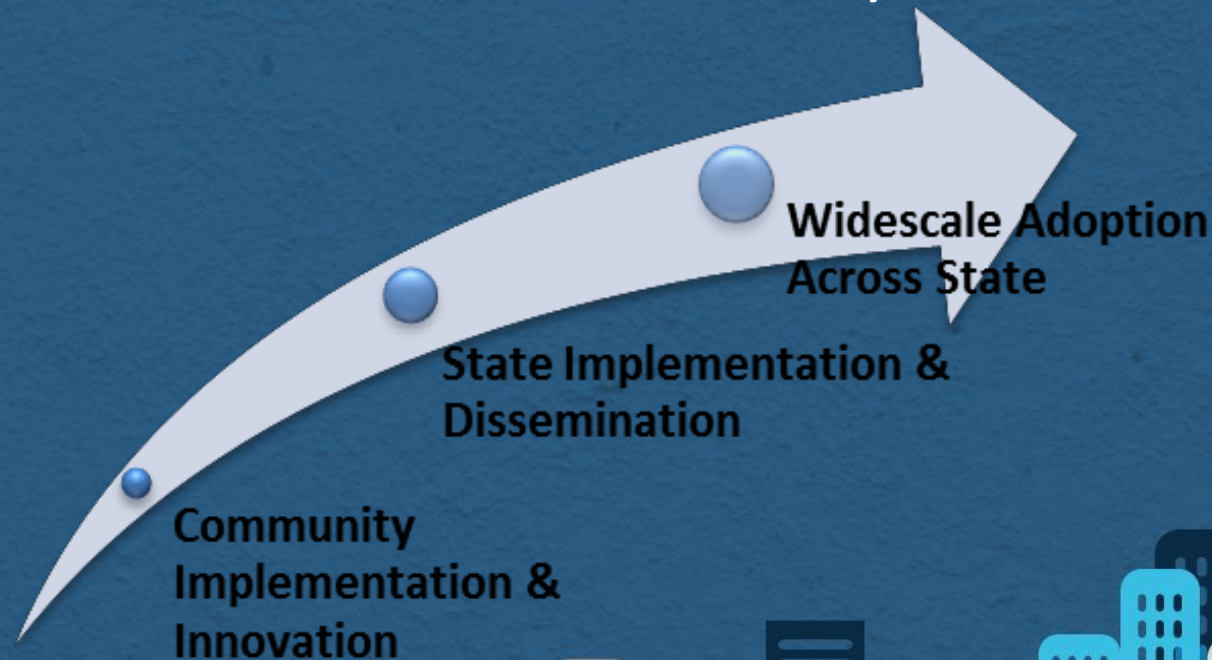 Widescale Adoption
Across State
State Implementation &
Dissemination
Community
Implementation &
Innovation